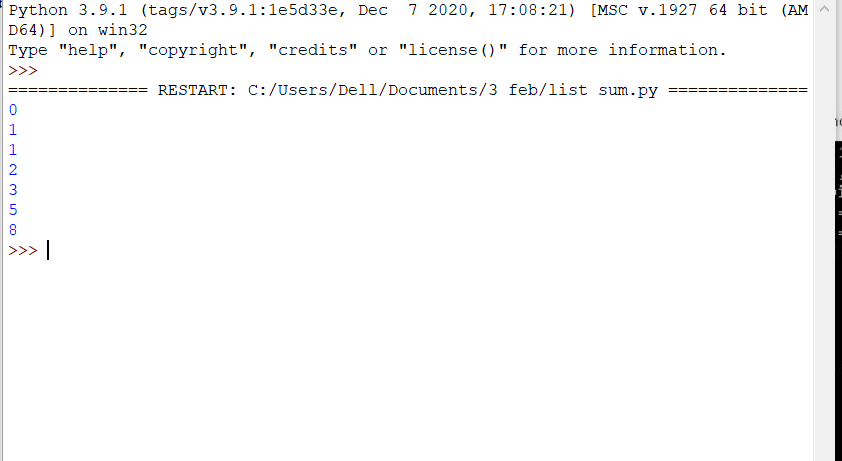 Python 3.9.1 (tags/v3.9.1:1e5d33e, Dec  7 2020, 17:08:21) [MSC v.1927 64 bit (AM
D64)] on win32
Type "help", "copyright", "credits" or "license()" for more information.
>>>
============== RESTART: C:/Users/Dell/Documents/3 feb/list sum.py ==============
0
1
1
2
3
5
8
>>>